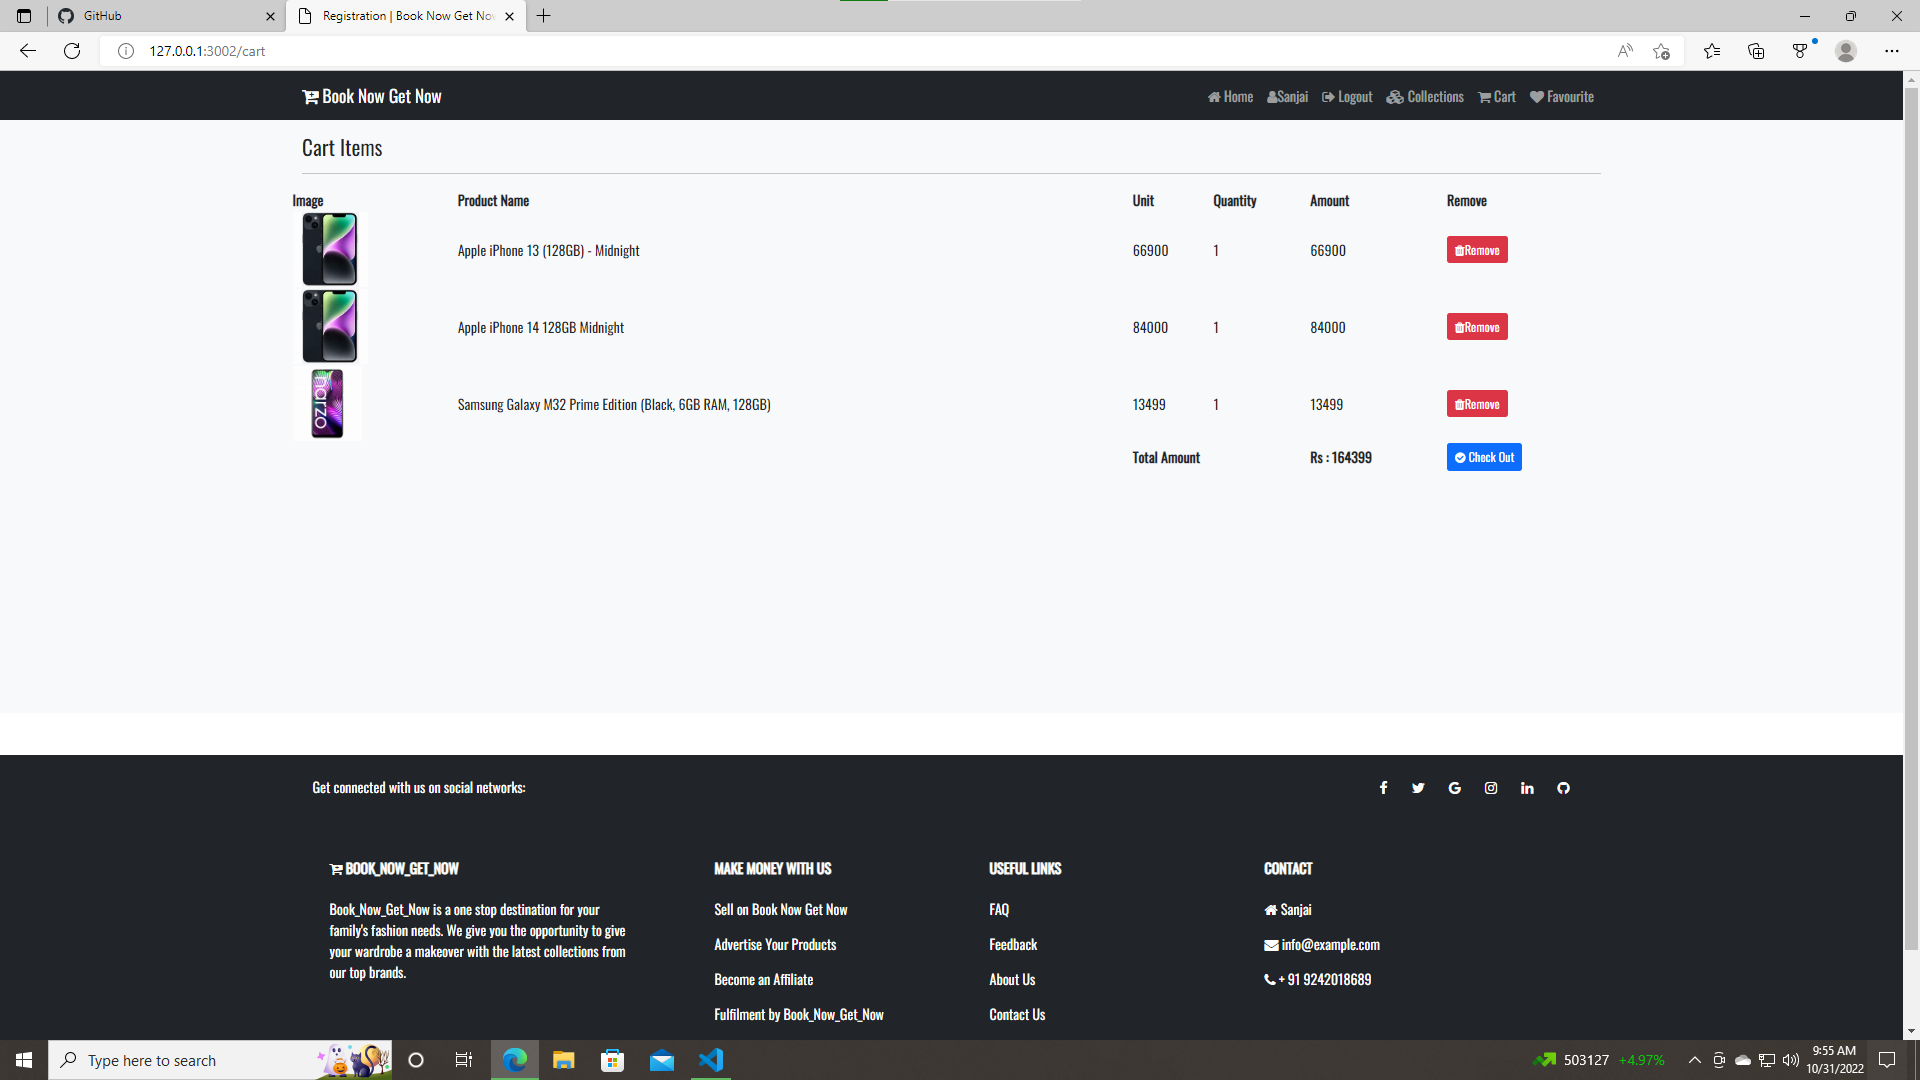 GitHub
Registration | Book Now Get Nov
127.0.0.1:3002/cart
Book Now Get Now
Home Sanjai Logout Collections Cart Favourite
Cart Items
Image Product Name Unit Quantity Amount Remove
Apple iPhone 13 (128GB) - Midnight 66900 1 66900 Remove
Apple iPhone 14 128GB Midnight 84000 1 84000 Remove
narzo
Samsung Galaxy M32 Prime Edition (Black, 6GB RAM, 128GB) 13499 1 13499 Remove
Total Amount Rs : 164399 Check Out
Get connected with us on social networks:
BOOK_NOW_GET_NOW
Book_Now_Get_Now is a one stop destination for your
family's fashion needs. We give you the opportunity to give
your wardrobe a makeover with the latest collections from
our top brands.
MAKE MONEY WITH US
Sell on Book Now Get Now
Advertise Your Products
Become an Affiliate
Fulfilment by Book_Now_Get_Now
USEFUL LINKS
FAQ
Feedback
About Us
Contact Us
CONTACT
Sanjai
info@example.com
+ 91 9242018689
Type here to search
503127 +4.97%
9:55 AM
10/31/2022